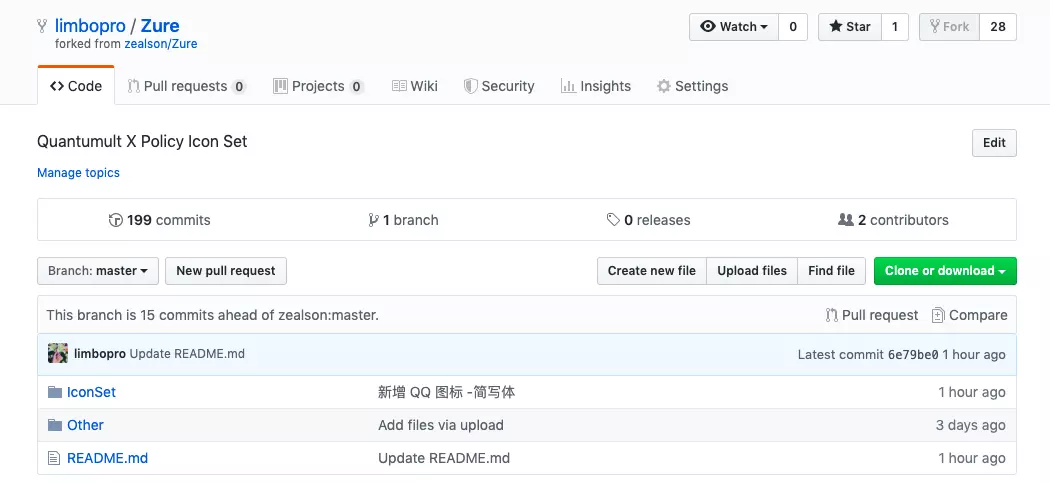 limbopro / Zure Watch 0 Star 1 Fork 28
forked from zealson/Zure
Code Pull requests 0 Projects 0 Wiki Security Insights Settings
Quantumult X Policy Icon Set Edit
Manage topics
199 commits 1 branch 0 releases 2 contributors
Branch: master New pull request Create new file Upload files Find file Clone or download
This branch is 15 commits ahead of zealson:master. Pull request Compare
limbopro Update README.md Latest commit 6e79be0 1 hour ago
IconSet 新增 QQ 图标 -简写体 1 hour ago
Other Add files via upload 3 days ago
README.md Update README.md 1 hour ago